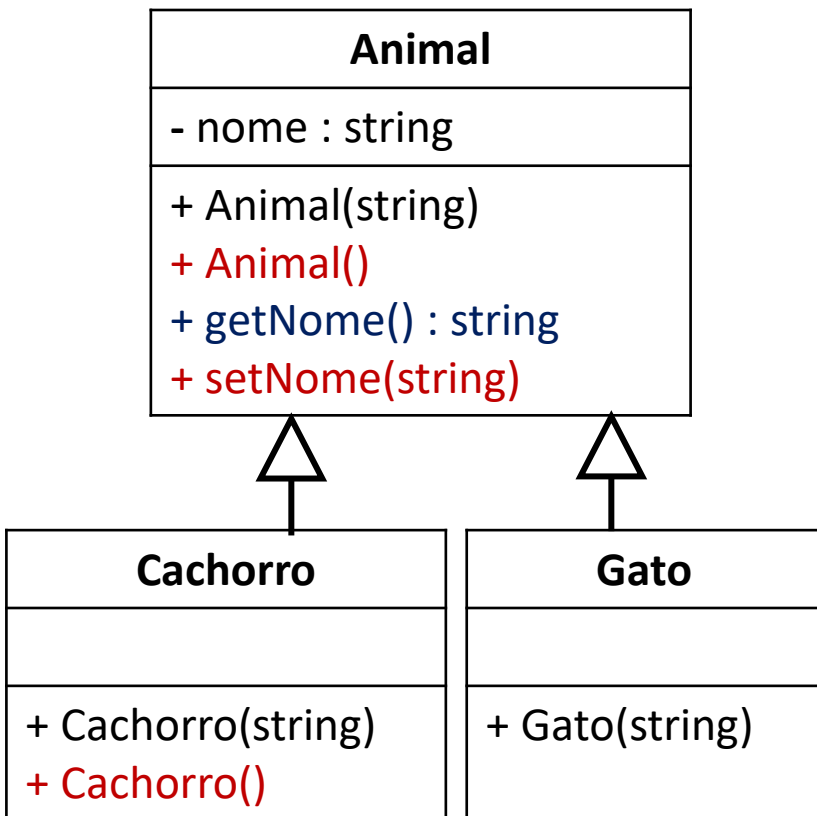 Animal
- nome : string
+ Animal(string)
+ Animal()
+ getNome() : string
+ setNome(string)
Cachorro
+ Cachorro(string)
+ Cachorro()
Gato
+ Gato(string)